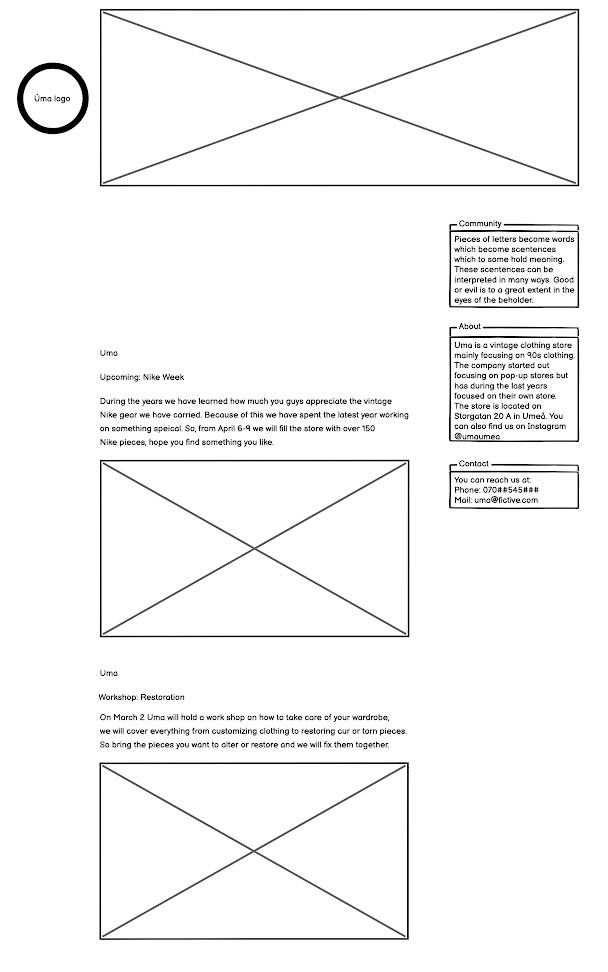 Úma logo
Community
Pieces of letters become words
which become scentences
which to some hold meaning.
These scentences can be
interpreted in many ways. Good
or evil is to a great extent in the
eyes of the beholder.
About
Uma is a vintage clothing store
mainly focusing on 90s clothing.
The company started out
focusing on pop-up stores but
has during the last years
focused on their own store.
The store is located on
Storgatan 20 A in Umeå. You
can also find us on Instagram
@umaumea
Contact
You can reach us at:
Phone: 070##545###
Mail: uma@fictive.com
Uma
Upcoming: Nike Week
During the years we have learned how much you guys appreciate the vintage
Nike gear we have carried. Because of this we have spent the latest year working
on something speical. So, from April 6-9 we will fill the store with over 150
Nike pieces, hope you find something you like.
Uma
Workshop: Restoration
On March 2 Uma will hold a work shop on how to take care of your wardrobe,
we will cover everything from customizing clothing to restoring cur or torn pieces.
So bring the pieces you want to alter or restore and we will fix them together.